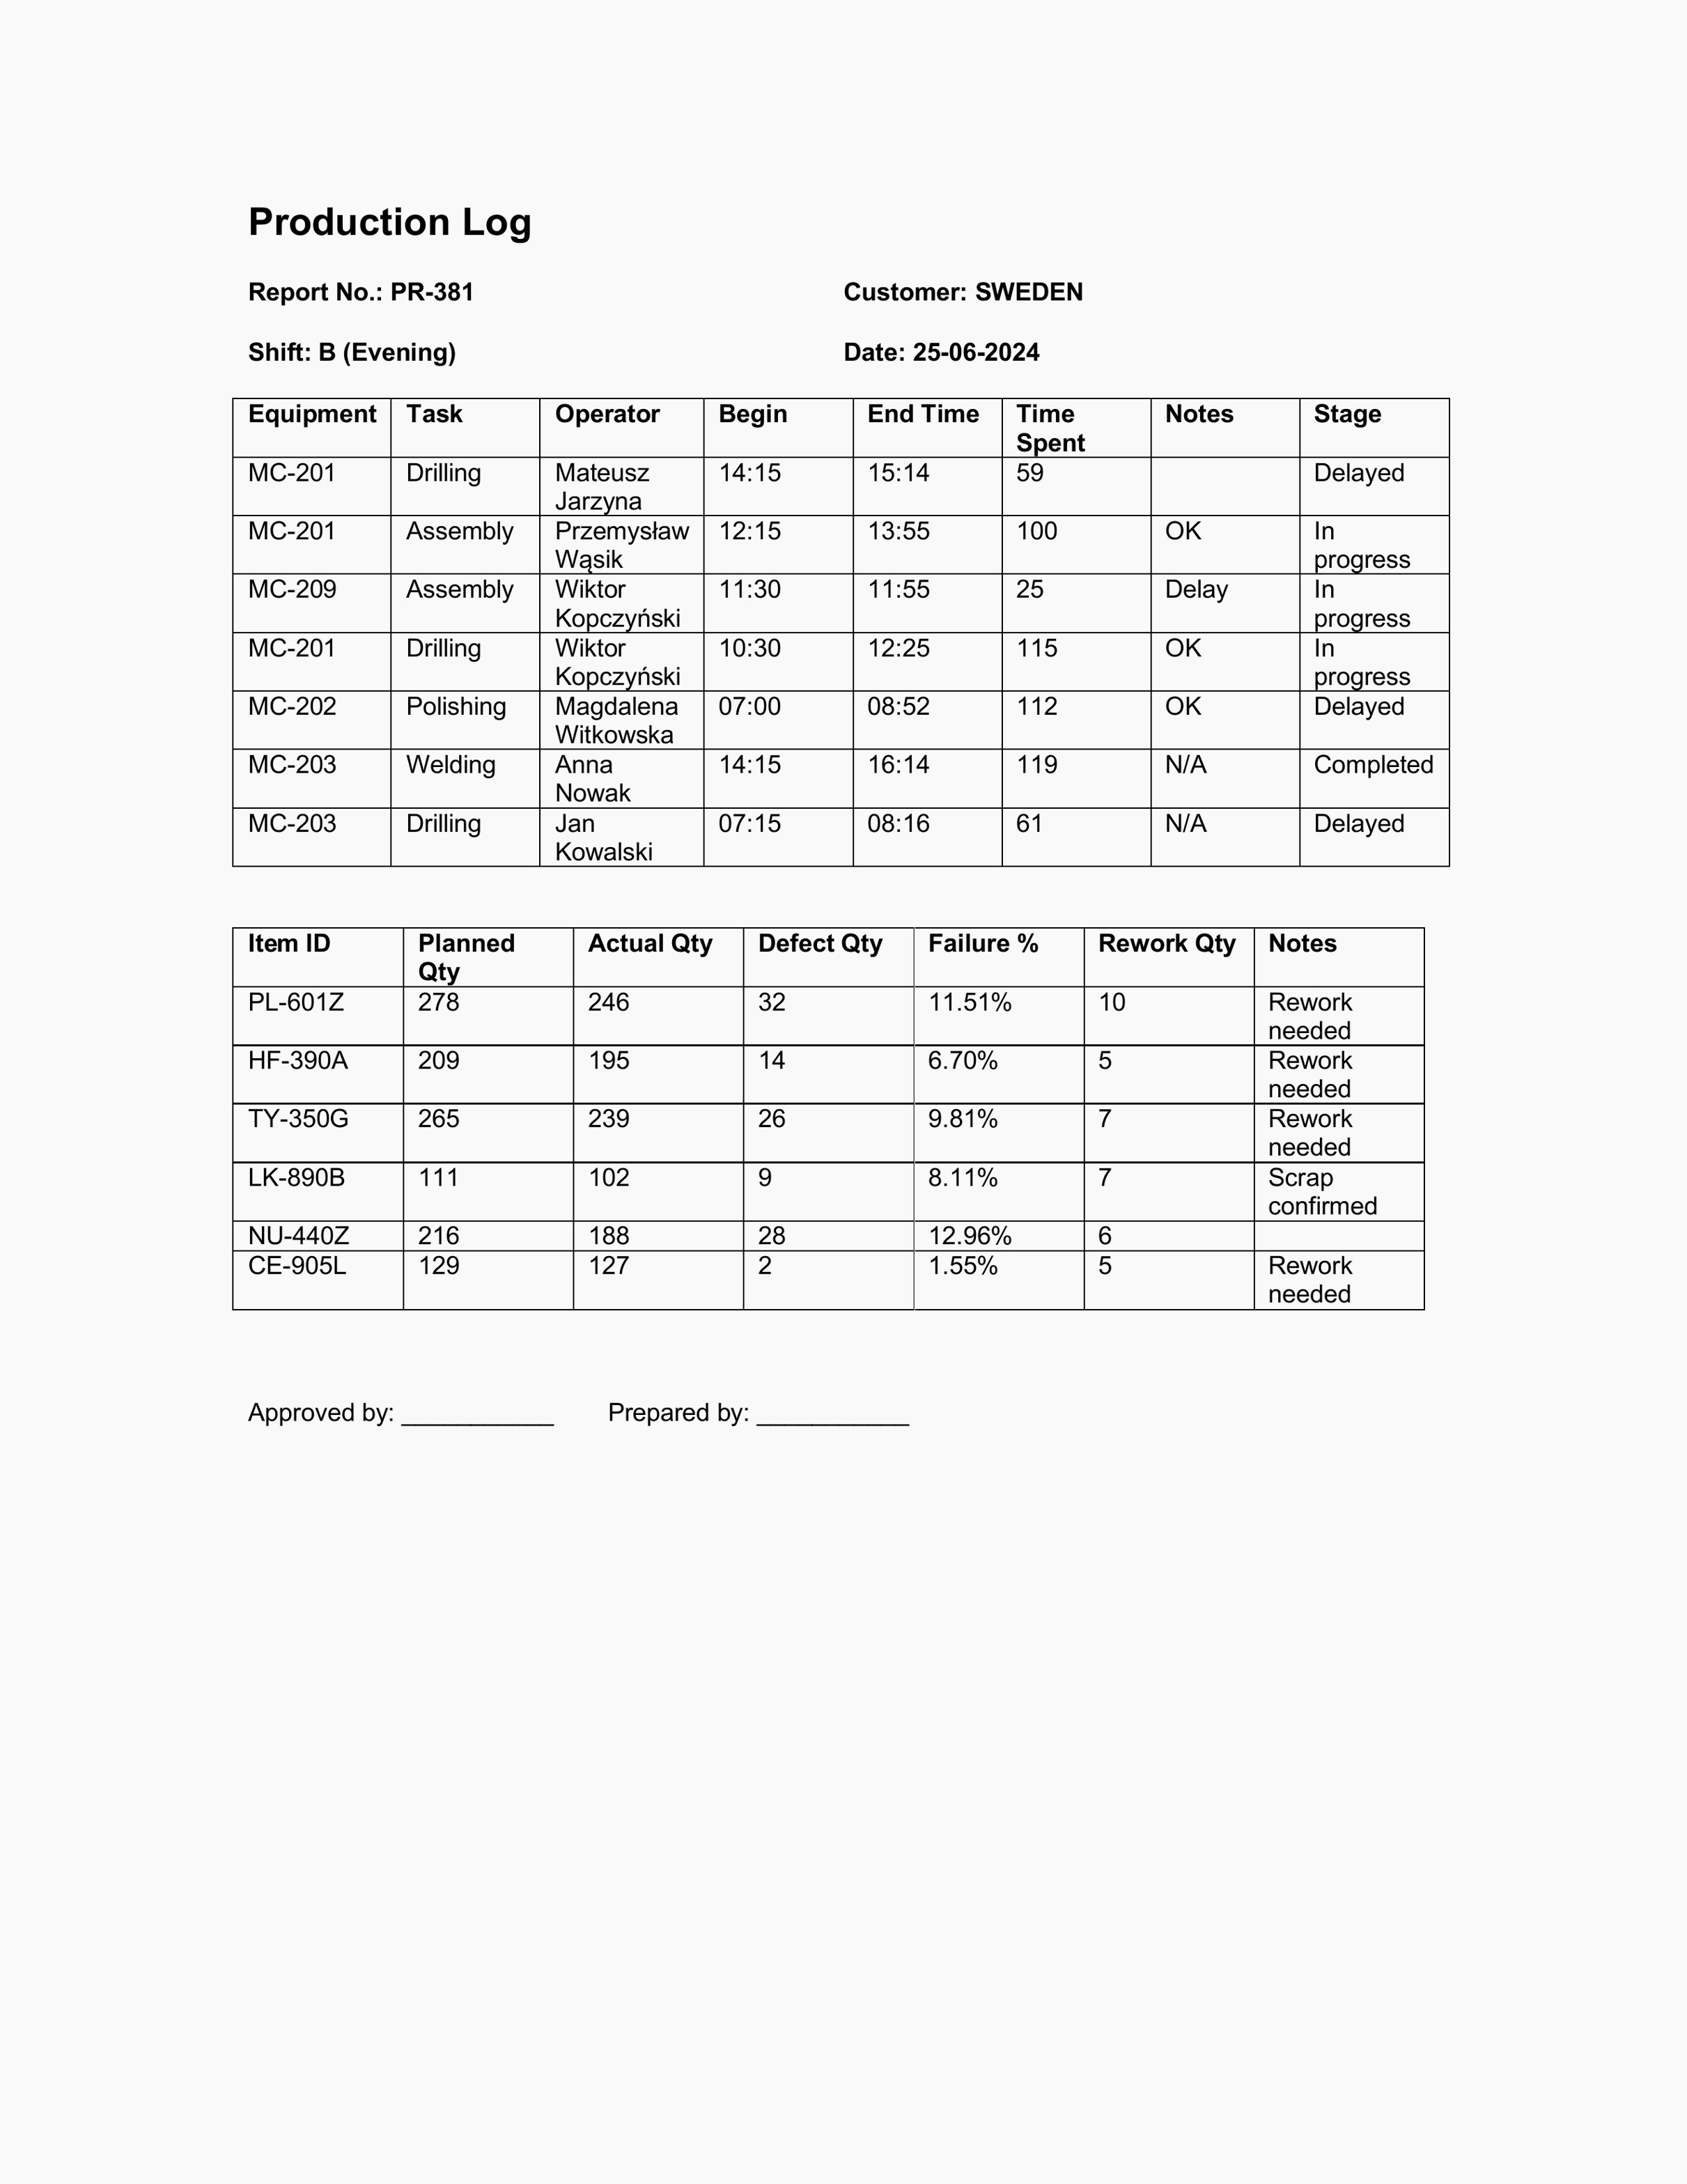 Production Log
Report No.: PR-381 Customer: SWEDEN
Shift: B (Evening) Date: 25-06-2024
Equipment Task Operator Begin End Time Time Spent Notes Stage
MC-201 Drilling Mateusz Jarzyna 14:15 15:14 59 Delayed
MC-201 Assembly Przemysław Wąsik 12:15 13:55 100 OK In progress
MC-209 Assembly Wiktor Kopczyński 11:30 11:55 25 Delay In progress
MC-201 Drilling Wiktor Kopczyński 10:30 12:25 115 OK In progress
MC-202 Polishing Magdalena Witkowska 07:00 08:52 112 OK Delayed
MC-203 Welding Anna Nowak 14:15 16:14 119 N/A Completed
MC-203 Drilling Jan Kowalski 07:15 08:16 61 N/A Delayed
Item ID Planned Qty Actual Qty Defect Qty Failure % Rework Qty Notes
PL-601Z 278 246 32 11.51% 10 Rework needed
HF-390A 209 195 14 6.70% 5 Rework needed
TY-350G 265 239 26 9.81% 7 Rework needed
LK-890B 111 102 9 8.11% 7 Scrap confirmed
NU-440Z 216 188 28 12.96% 6
CE-905L 129 127 2 1.55% 5 Rework needed
Approved by: ___________ Prepared by: ___________